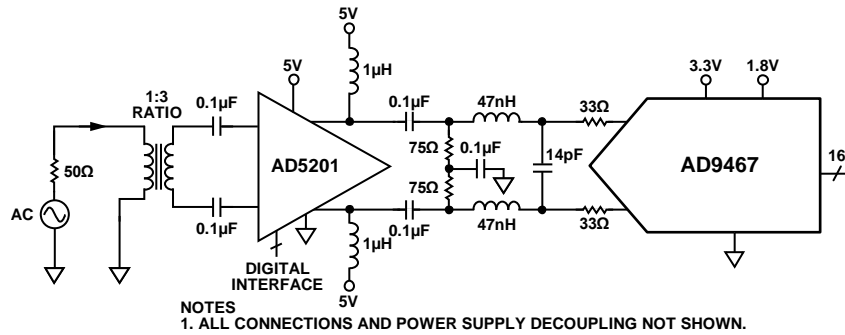 5V
1µH
5V
1:3
RATIO
0.1µF
0.1µF
50Ω
AC
AD5201
DIGITAL
INTERFACE
1µH
5V
0.1µF
0.1µF
75Ω
75Ω
0.1µF
47nH
47nH
14pF
33Ω
33Ω
3.3V
1.8V
AD9467
16
NOTES
1. ALL CONNECTIONS AND POWER SUPPLY DECOUPLING NOT SHOWN.